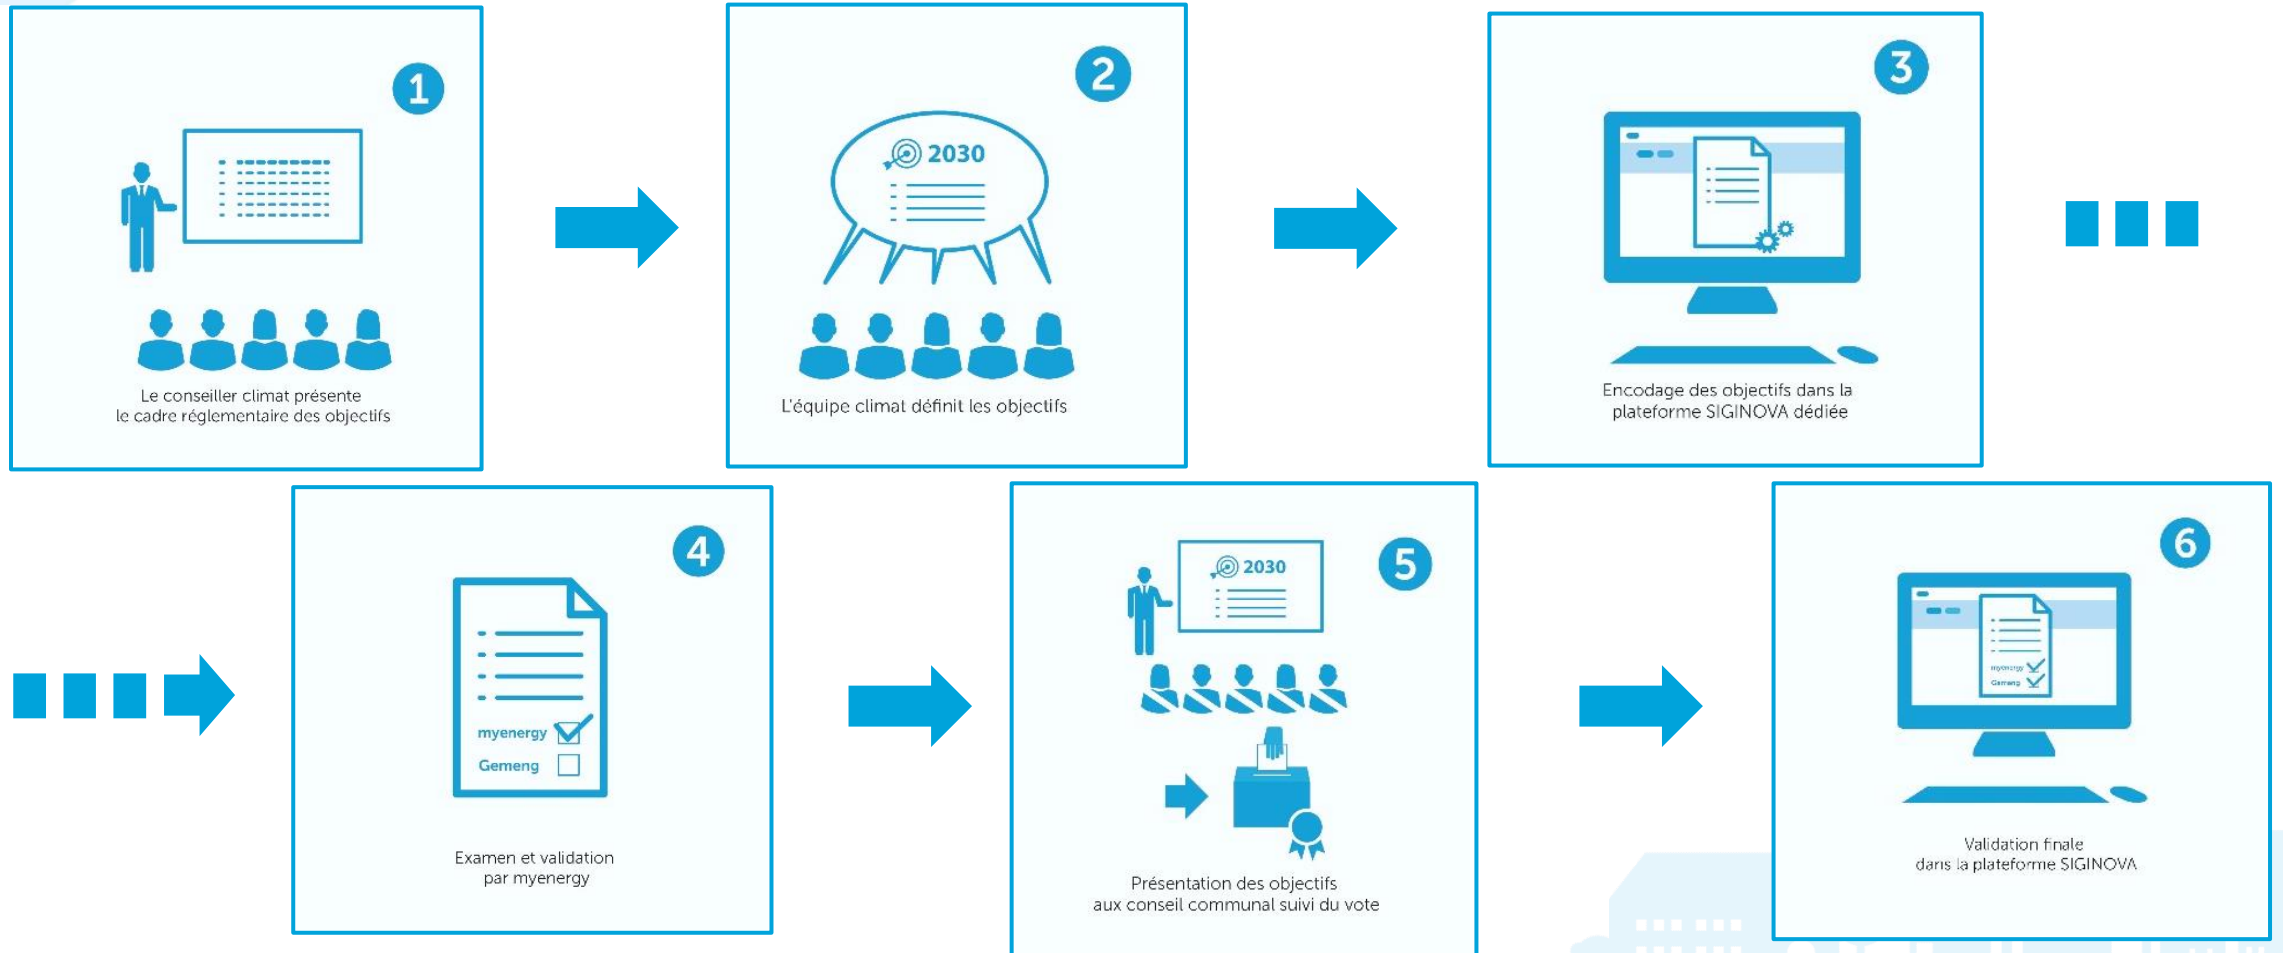 1
Le conseiller climat présente
le cadre réglementaire des objectifs
2
2030
L'équipe climat définit les objectifs
3
Encodage des objectifs dans la
plateforme SIGINOVA dédiée
4
myenergy
Gemeng
Examen et validation
par myenergy
5
2030
Présentation des objectifs
aux conseil communal suivi du vote
6
myenergy
Gemeng
Validation finale
dans la plateforme SIGINOVA